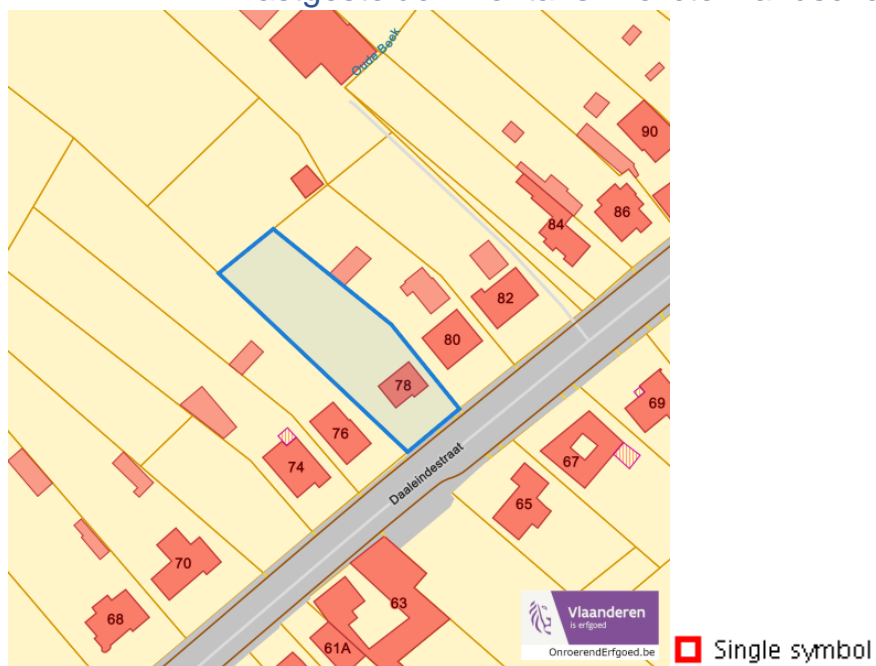 Oude Beek
90
86
84
82
80
78
76
74
70
68
69
67
65
63
61A
Daaleindestraat
Vlaanderen
is erfgoed
OnroerendErfgoed.be
Single symbol